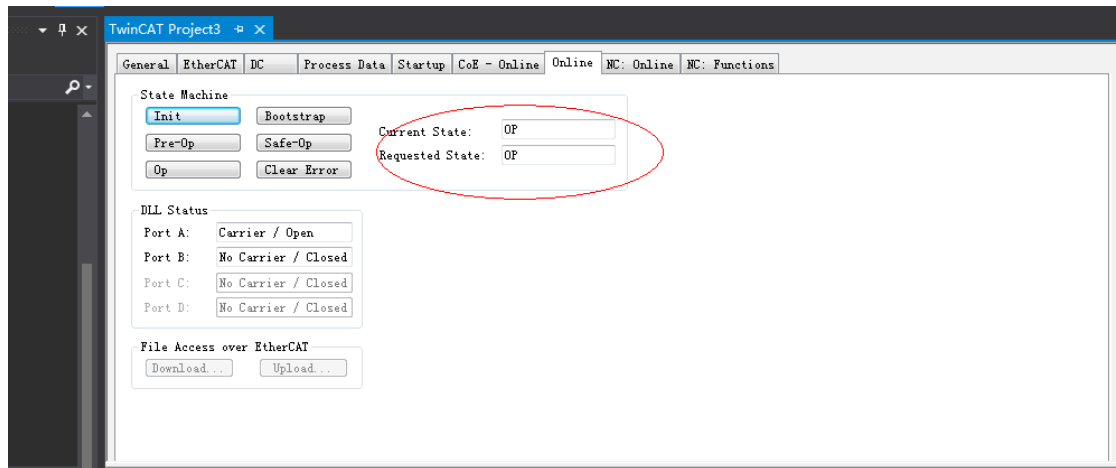 TwinCAT Project3
General EtherCAT DC Process Data Startup CoE - Online Online NC: Online NC: Functions
State Machine
Init Bootstrap
Current State: OP
Pre-Op Safe-Op
Requested State: OP
Op Clear Error
DLL Status
Port A: Carrier / Open
Port B: No Carrier / Closed
Port C: No Carrier / Closed
Port D: No Carrier / Closed
File Access over EtherCAT
Download... Upload...